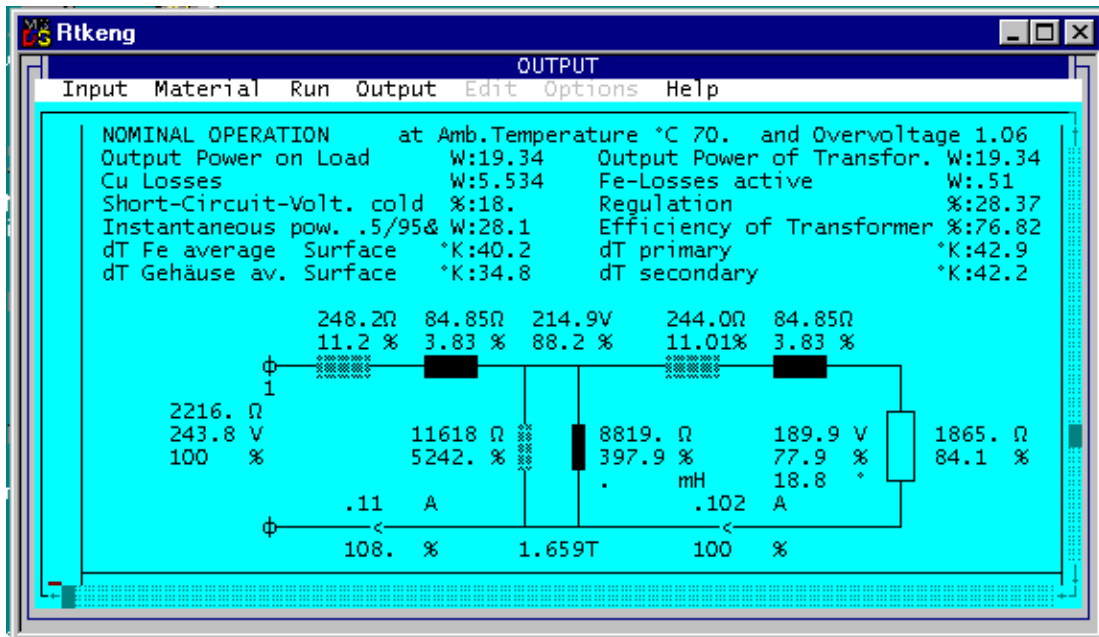 Rtkeng
OUTPUT
Input Material Run Output Edit Options Help
NOMINAL OPERATION at Amb.Temperature °C 70. and Overvoltage 1.06
Output Power on Load W:19.34 Output Power of Transfor. W:19.34
Cu Losses W:5.534 Fe-Losses active W:.51
Short-Circuit-Volt. cold %:18. Regulation %:28.37
Instantaneous pow. .5/95& W:28.1 Efficiency of Transformer %:76.82
dT Fe average Surface °K:40.2 dT primary °K:42.9
dT Gehäuse av. Surface °K:34.8 dT secondary °K:42.2
248.2Ω 84.85Ω 214.9V 244.0Ω 84.85Ω
11.2 % 3.83 % 88.2 % 11.01% 3.83 %
1
2216. Ω
243.8 V 11618 Ω 8819. Ω 189.9 V 1865. Ω
100 % 5242. % 397.9 % 77.9 % 84.1 %
. mH 18.8 °
.11 A .102 A
108. % 1.659T 100 %